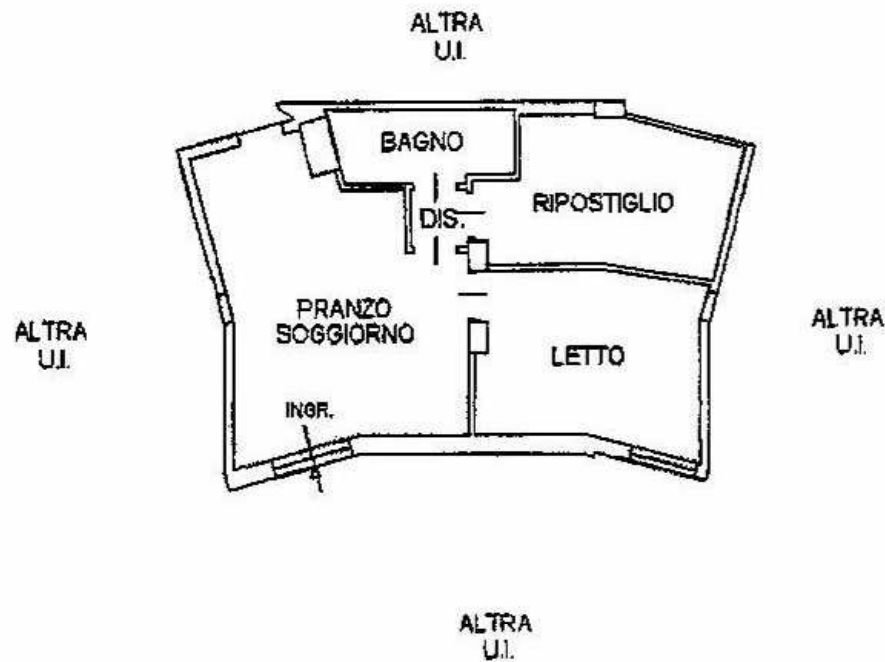 ALTRA
U.I.
BAGNO
RIPOSTIGLIO
DIS.
PRANZO
SOGGIORNO
ALTRA
U.I.
ALTRA
U.I.
LETTO
INGR.
ALTRA
U.I.